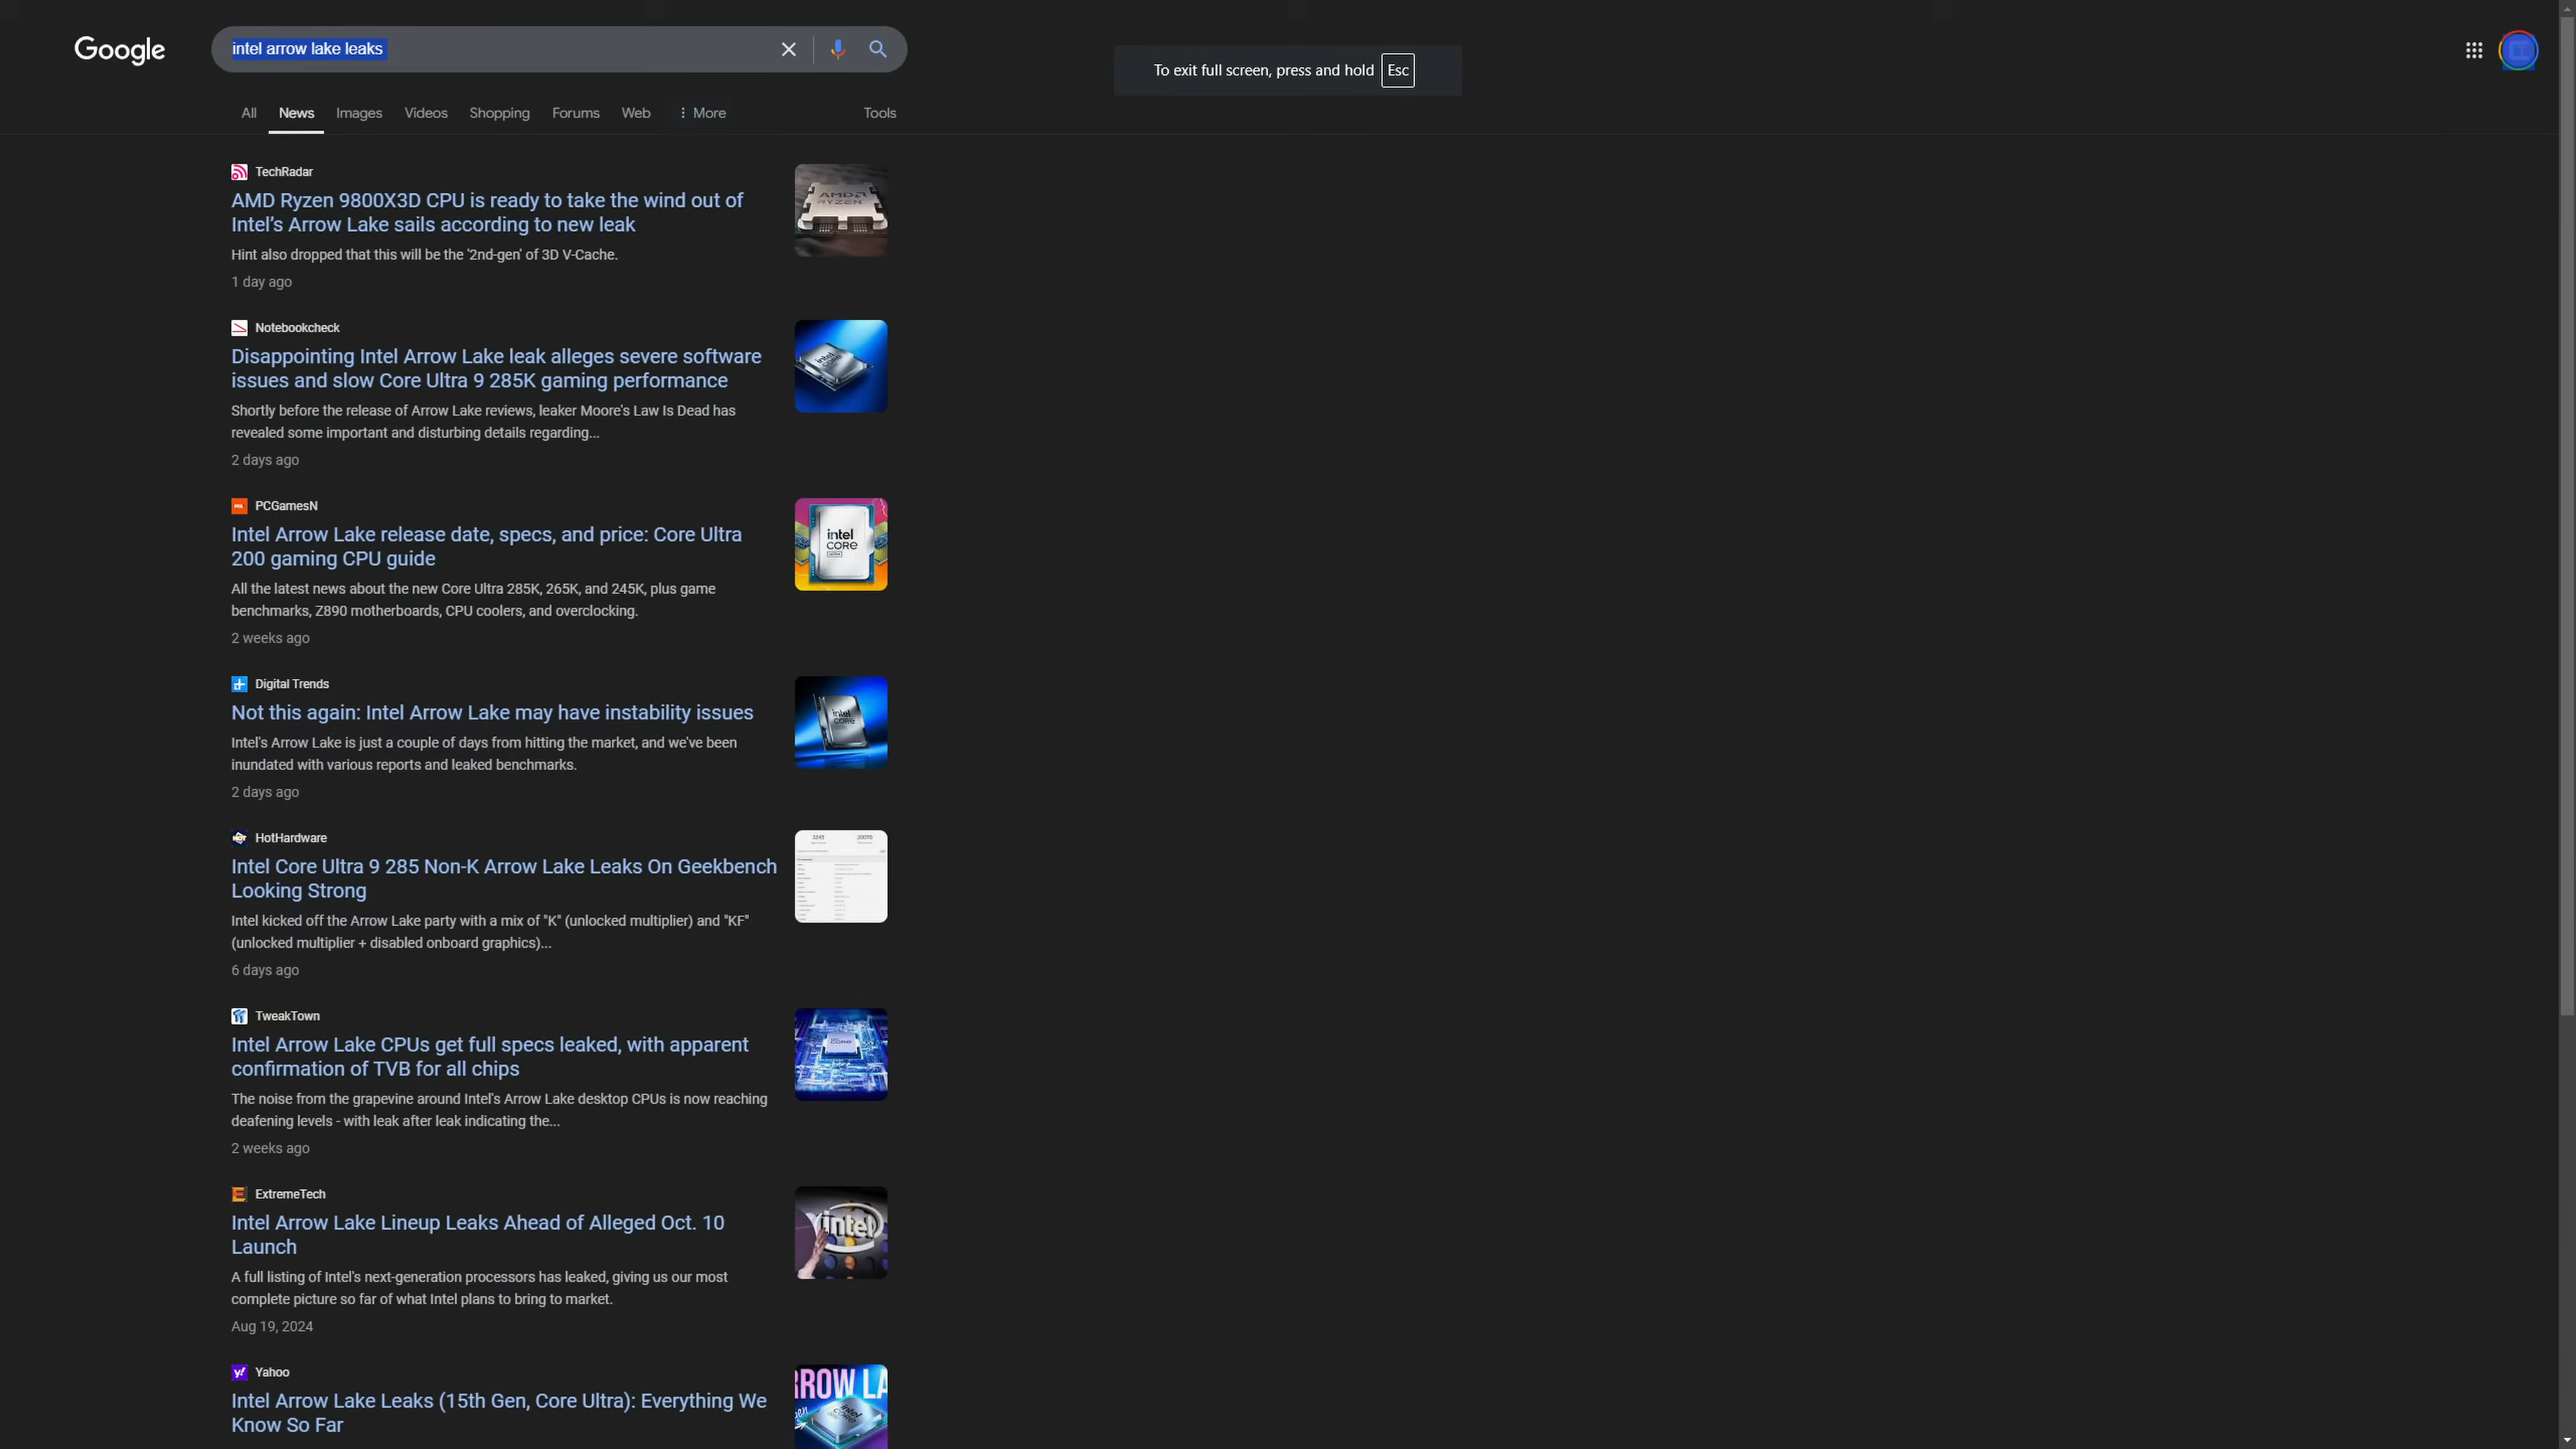 Google
intel arrow lake leaks
To exit full screen, press and hold Esc
All News Images Videos Shopping Forums Web More Tools
TechRadar
AMD Ryzen 9800X3D CPU is ready to take the wind out of
Intel’s Arrow Lake sails according to new leak
Hint also dropped that this will be the '2nd-gen' of 3D V-Cache.
1 day ago
AMD
RYZEN
Notebookcheck
Disappointing Intel Arrow Lake leak alleges severe software
issues and slow Core Ultra 9 285K gaming performance
Shortly before the release of Arrow Lake reviews, leaker Moore's Law Is Dead has
revealed some important and disturbing details regarding...
2 days ago
intel
PCGamesN
Intel Arrow Lake release date, specs, and price: Core Ultra
200 gaming CPU guide
All the latest news about the new Core Ultra 285K, 265K, and 245K, plus game
benchmarks, Z890 motherboards, CPU coolers, and overclocking.
2 weeks ago
intel
CORE
Digital Trends
Not this again: Intel Arrow Lake may have instability issues
Intel's Arrow Lake is just a couple of days from hitting the market, and we've been
inundated with various reports and leaked benchmarks.
2 days ago
intel
CORE
HotHardware
Intel Core Ultra 9 285 Non-K Arrow Lake Leaks On Geekbench
Looking Strong
Intel kicked off the Arrow Lake party with a mix of "K" (unlocked multiplier) and "KF"
(unlocked multiplier + disabled onboard graphics)...
6 days ago
TweakTown
Intel Arrow Lake CPUs get full specs leaked, with apparent
confirmation of TVB for all chips
The noise from the grapevine around Intel's Arrow Lake desktop CPUs is now reaching
deafening levels - with leak after leak indicating the...
2 weeks ago
ExtremeTech
Intel Arrow Lake Lineup Leaks Ahead of Alleged Oct. 10
Launch
A full listing of Intel's next-generation processors has leaked, giving us our most
complete picture so far of what Intel plans to bring to market.
Aug 19, 2024
intel
Yahoo
Intel Arrow Lake Leaks (15th Gen, Core Ultra): Everything We
Know So Far
RROW LA
intel